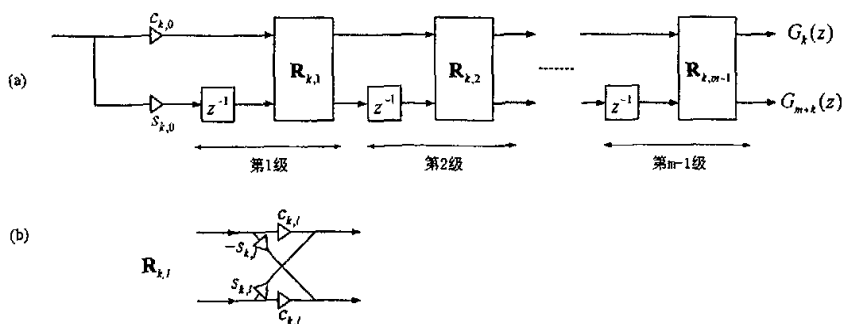 C_{k,0}
(a)
R_{k,1}
R_{k,2}
R_{k,m-1}
G_k(z)
z^{-1}
z^{-1}
z^{-1}
G_{m+k}(z)
S_{k,0}
第1级
第2级
第m-1级
(b)
R_{k,l}
C_{k,l}
-S_{k,l}
S_{k,l}
C_{k,l}